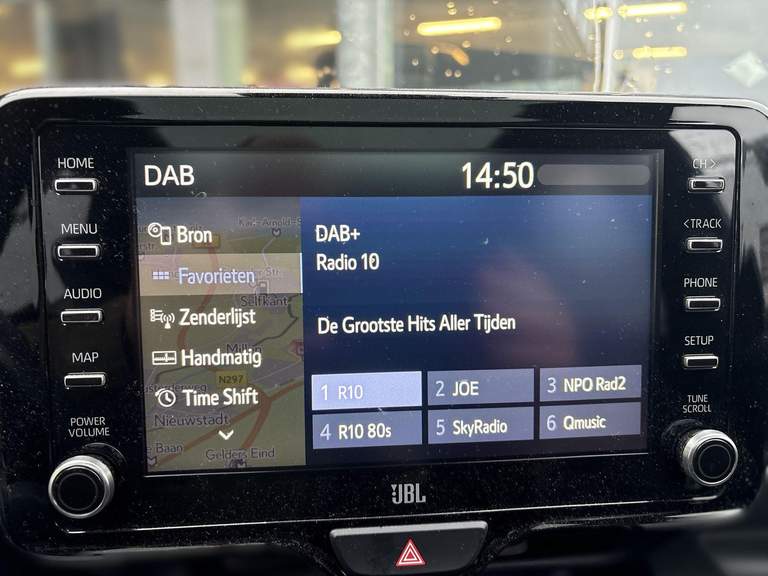 HOME
MENU
AUDIO
MAP
POWER
VOLUME
DAB
14:50
Bron
Favorieten
Zenderlijst
Handmatig
Time Shift
Selfkant
N297
Nieuwstadt
Baan
Gelders Eind
DAB+
Radio 10
De Grootste Hits Aller Tijden
1 R10
2 JOE
3 NPO Rad2
4 R10 80s
5 SkyRadio
6 Qmusic
CH >
< TRACK
PHONE
SETUP
TUNE
SCROLL
JBL